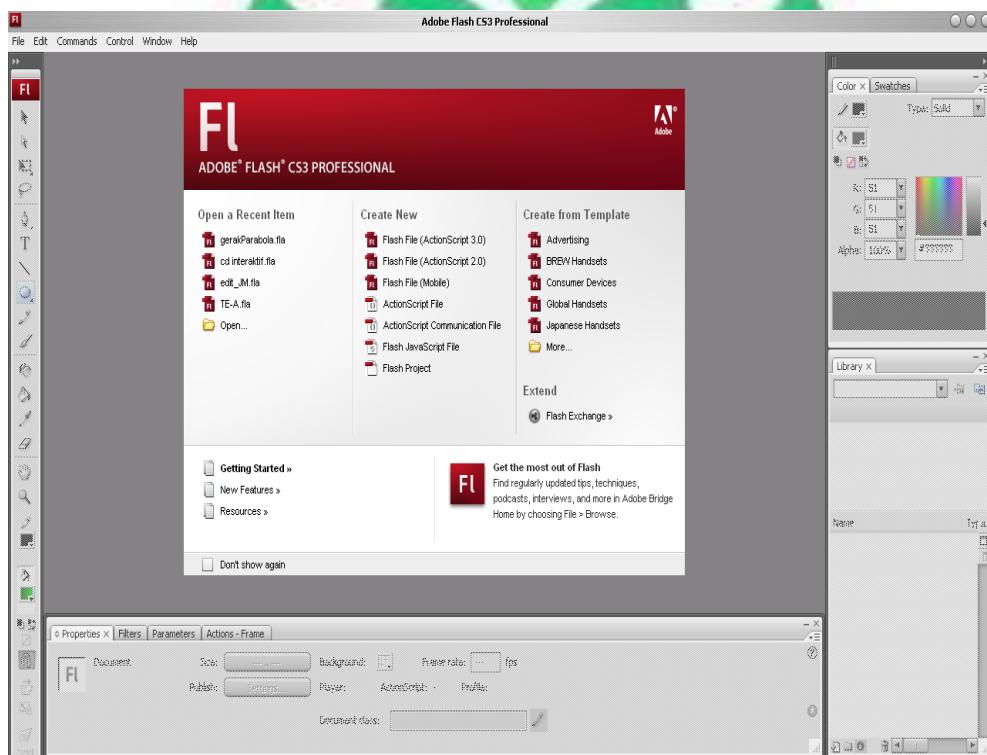 Fl
Adobe Flash CS3 Professional
File Edit Commands Control Window Help
Fl
T
Fl
ADOBE® FLASH® CS3 PROFESSIONAL
Adobe
Open a Recent Item
gerakParabola.fla
cd interaktif.fla
edit_JM.fla
TE-A.fla
Open...
Create New
Flash File (ActionScript 3.0)
Flash File (ActionScript 2.0)
Flash File (Mobile)
ActionScript File
ActionScript Communication File
Flash JavaScript File
Flash Project
Create from Template
Advertising
BREW Handsets
Consumer Devices
Global Handsets
Japanese Handsets
More...
Extend
Flash Exchange »
Getting Started »
New Features »
Resources »
Fl
Get the most out of Flash
Find regularly updated tips, techniques,
podcasts, interviews, and more in Adobe Bridge
Home by choosing File > Browse.
Don't show again
Color × Swatches
Type: Solid
R: 51
G: 51
B: 51
Alpha: 100% #333333
Library ×
Name
Properties × Filters Parameters Actions - Frame
Fl
Document
Size:
Background:
Frame rate: ... fps
Publish: Settings...
Player: ActionScript: - Profile:
Document class: